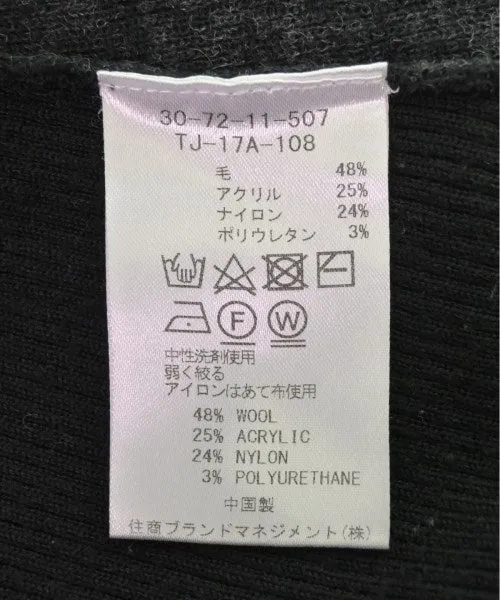 30-72-11-507
TJ-17A-108
毛 48%
アクリル 25%
ナイロン 24%
ポリウレタン 3%
F W
中性洗剤使用
弱く絞る
アイロンはあて布使用
48% WOOL
25% ACRYLIC
24% NYLON
3% POLYURETHANE
中国製
住商ブランドマネジメント(株)